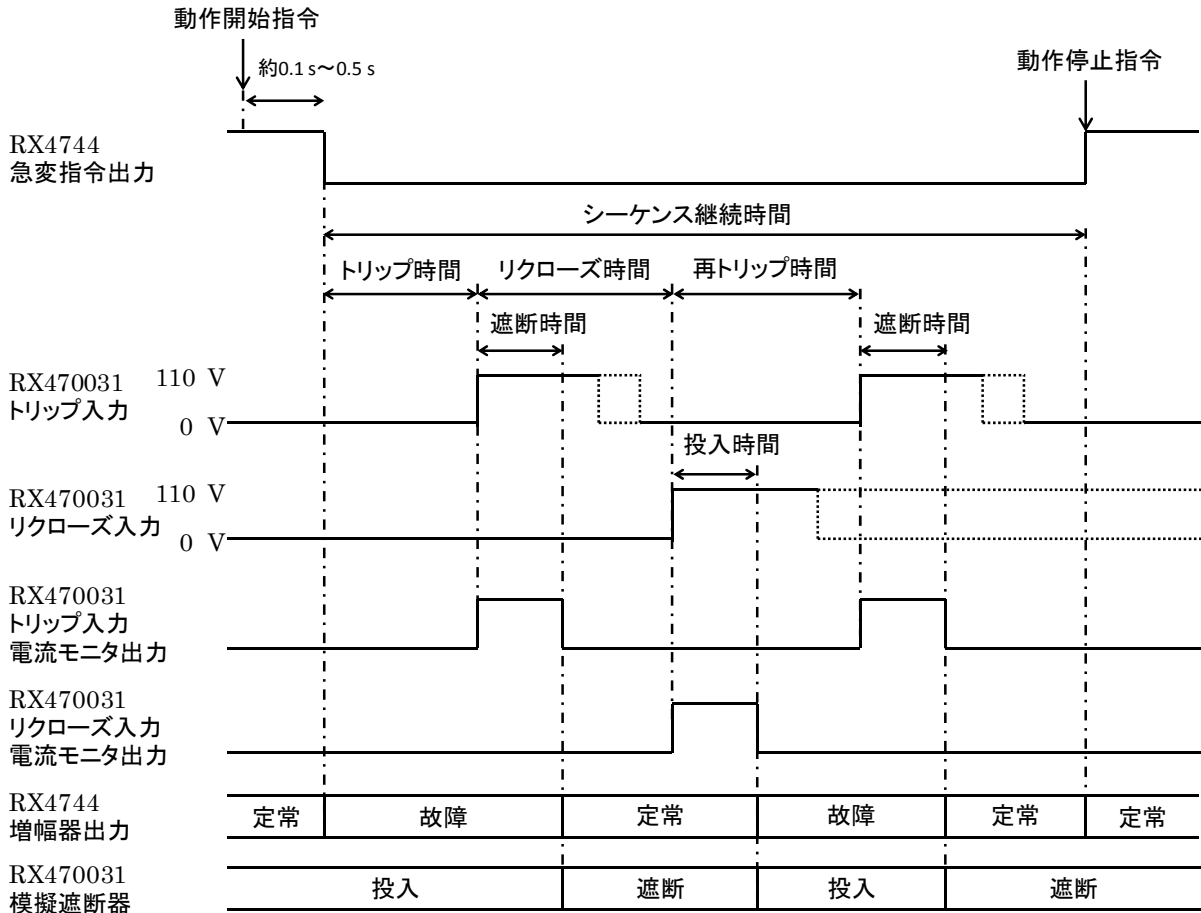 動作開始指令
約0.1 s～0.5 s
動作停止指令
RX4744
急変指令出力
シーケンス継続時間
トリップ時間 リクローズ時間 再トリップ時間
遮断時間 遮断時間
RX470031 110 V
トリップ入力
0 V
投入時間
RX470031 110 V
リクローズ入力
0 V
RX470031
トリップ入力
電流モニタ出力
RX470031
リクローズ入力
電流モニタ出力
RX4744
増幅器出力
定常 故障 定常 故障 定常 定常
RX470031
模擬遮断器
投入 遮断 投入 遮断